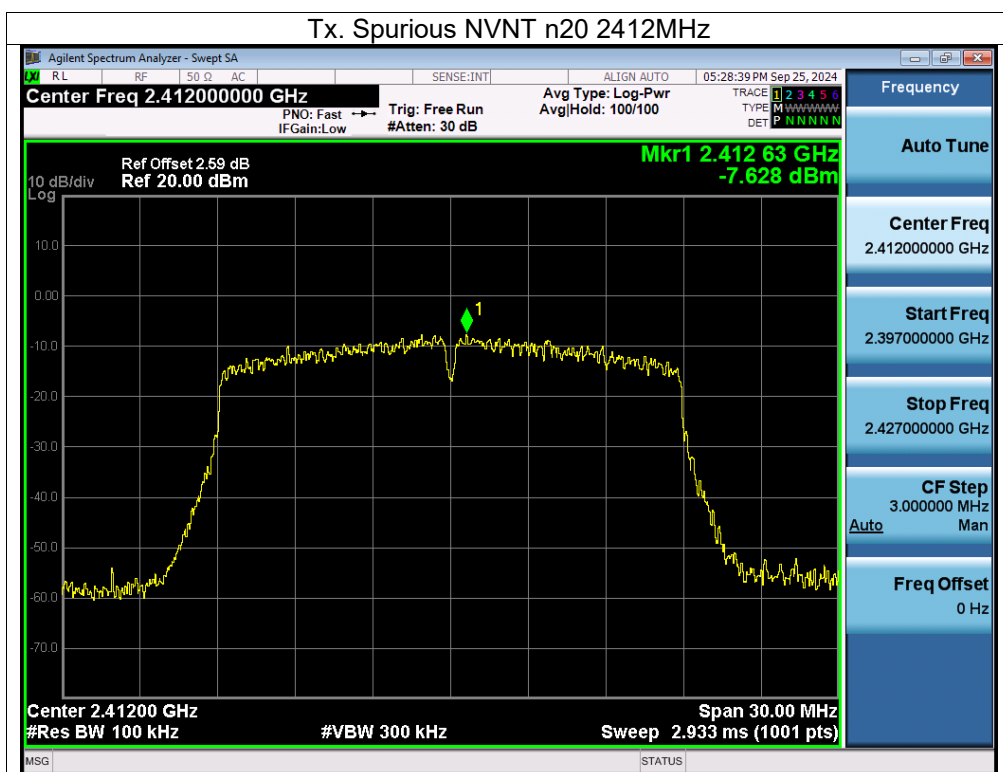 Tx. Spurious NVNT n20 2412MHz
Agilent Spectrum Analyzer - Swept SA
LXI RL RF 50 Ω AC SENSE:INT ALIGN AUTO 05:28:39 PM Sep 25, 2024
Center Freq 2.412000000 GHz
PNO: Fast
IFGain:Low
Trig: Free Run
#Atten: 30 dB
Avg Type: Log-Pwr
Avg|Hold: 100/100
TRACE 1 2 3 4 5 6
TYPE M W W W W W
DET P N N N N N
Frequency
Auto Tune
Ref Offset 2.59 dB
10 dB/div Ref 20.00 dBm
Log
Mkr1 2.412 63 GHz
-7.628 dBm
10.0
0.00
-10.0
-20.0
-30.0
-40.0
-50.0
-60.0
-70.0
1
Center Freq
2.412000000 GHz
Start Freq
2.397000000 GHz
Stop Freq
2.427000000 GHz
CF Step
3.000000 MHz
Auto Man
Freq Offset
0 Hz
Center 2.41200 GHz Span 30.00 MHz
#Res BW 100 kHz #VBW 300 kHz Sweep 2.933 ms (1001 pts)
MSG STATUS